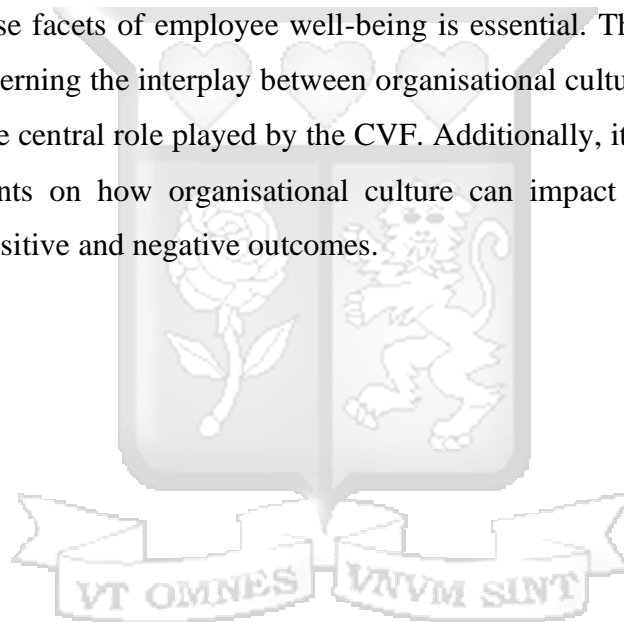 se facets of employee well-being is essential. Th
erning the interplay between organisational cultu
e central role played by the CVF. Additionally, it
nts on how organisational culture can impact
sitive and negative outcomes.
VT OMNES VNVM SINT